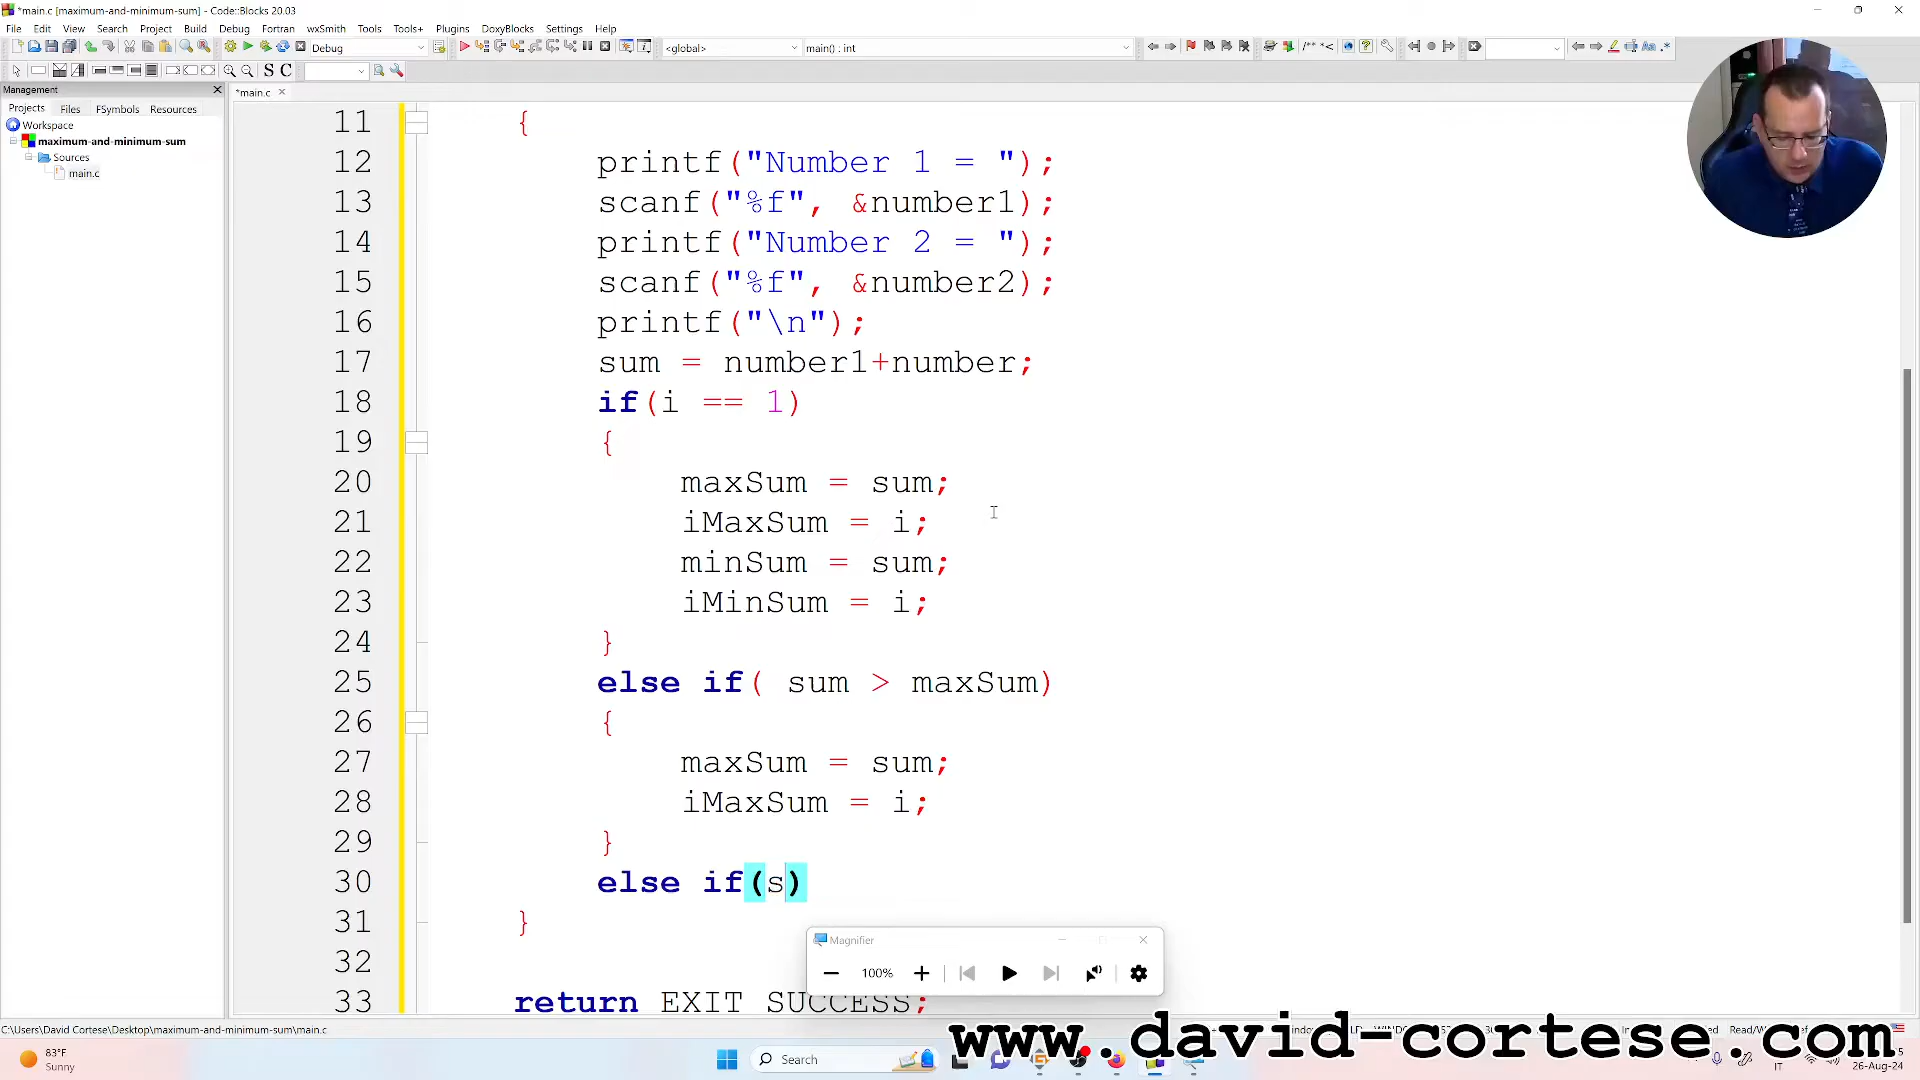 *main.c [maximum-and-minimum-sum] - Code::Blocks 20.03
File Edit View Search Project Build Debug Fortran wxSmith Tools Tools+ Plugins DoxyBlocks Settings Help
Debug <global> main() : int
S C
Management
Projects Files FSymbols Resources
Workspace
maximum-and-minimum-sum
Sources
main.c
*main.c
11 {
12 printf("Number 1 = ");
13 scanf("%f", &number1);
14 printf("Number 2 = ");
15 scanf("%f", &number2);
16 printf("\n");
17 sum = number1+number;
18 if(i == 1)
19 {
20 maxSum = sum;
21 iMaxSum = i;
22 minSum = sum;
23 iMinSum = i;
24 }
25 else if( sum > maxSum)
26 {
27 maxSum = sum;
28 iMaxSum = i;
29 }
30 else if(s)
31 }
32
33 return EXIT_SUCCESS;
Magnifier
100%
C:\Users\David Cortese\Desktop\maximum-and-minimum-sum\main.c
www.david-cortese.com
83°F
Sunny
Search
IT
26-Aug-24